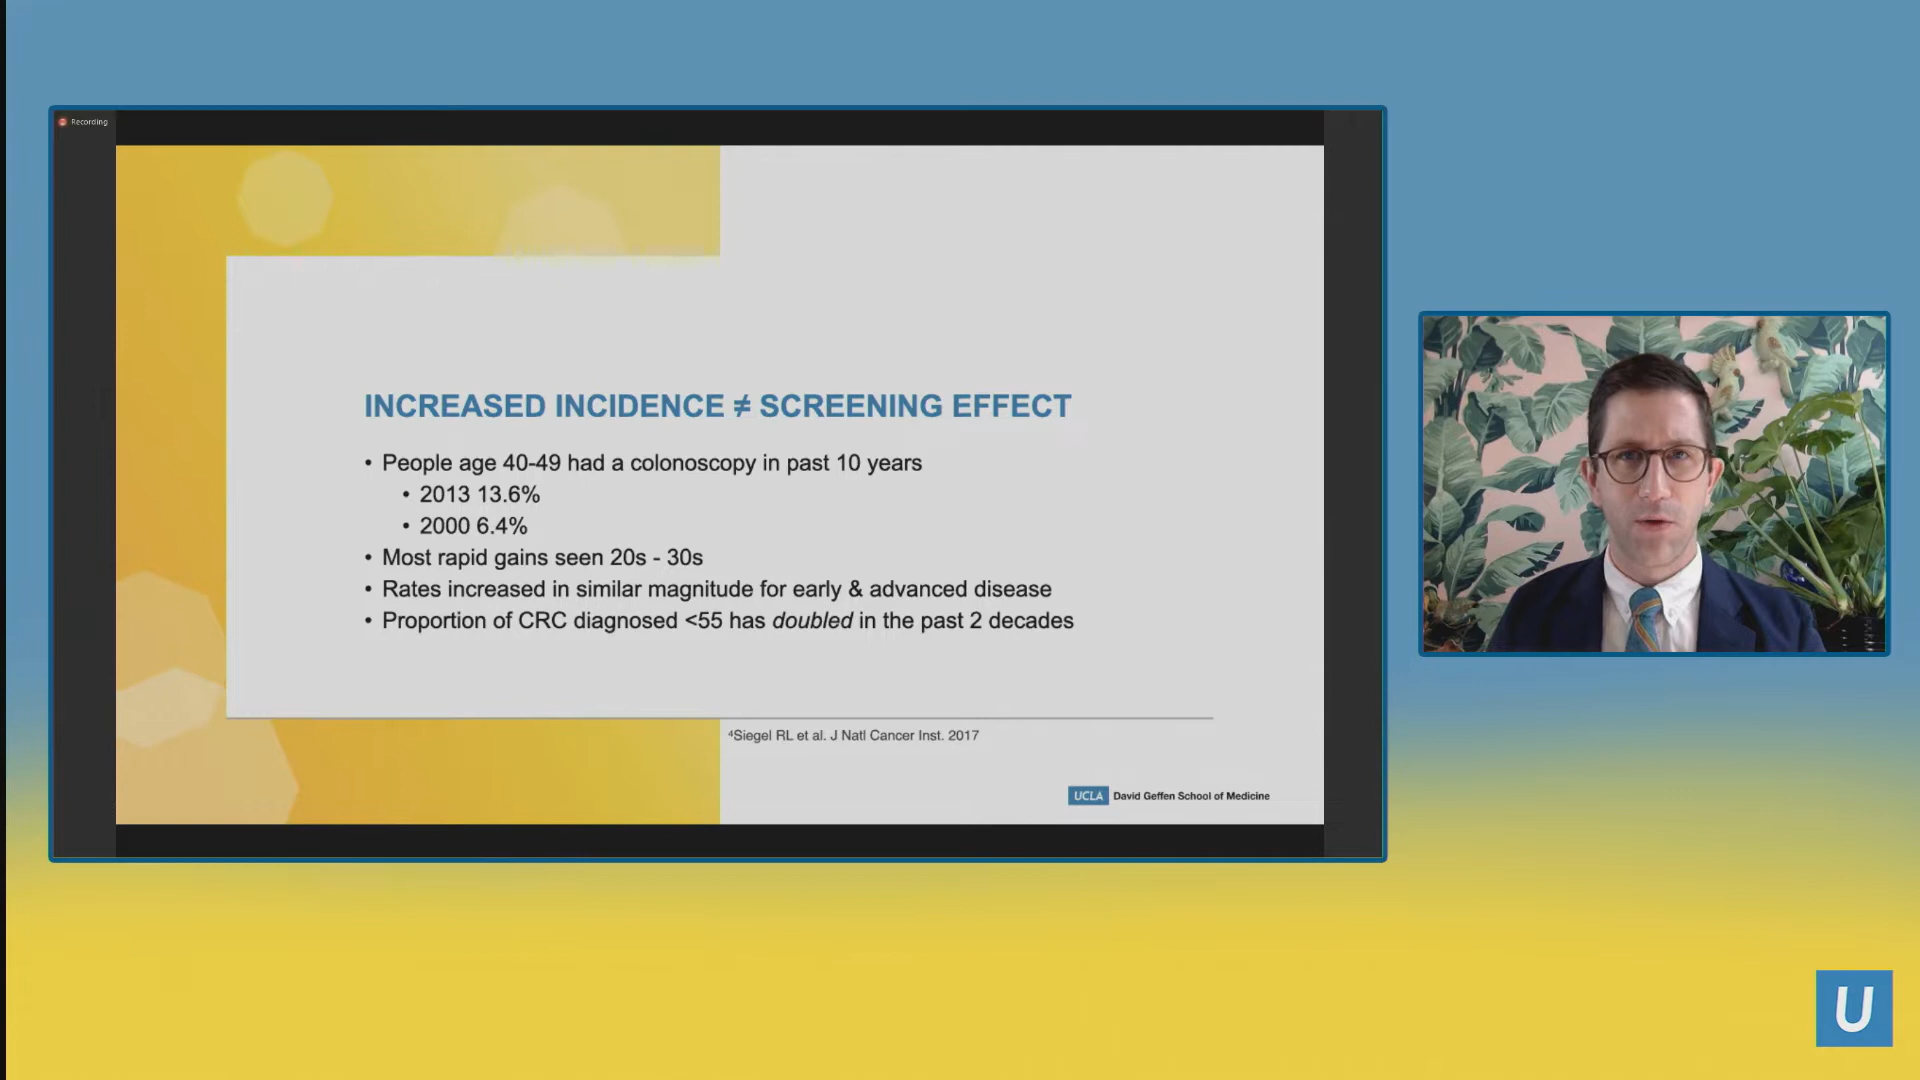 Recording
INCREASED INCIDENCE ≠ SCREENING EFFECT
• People age 40-49 had a colonoscopy in past 10 years
• 2013 13.6%
• 2000 6.4%
• Most rapid gains seen 20s - 30s
• Rates increased in similar magnitude for early & advanced disease
• Proportion of CRC diagnosed <55 has doubled in the past 2 decades
⁴Siegel RL et al. J Natl Cancer Inst. 2017
UCLA David Geffen School of Medicine
U